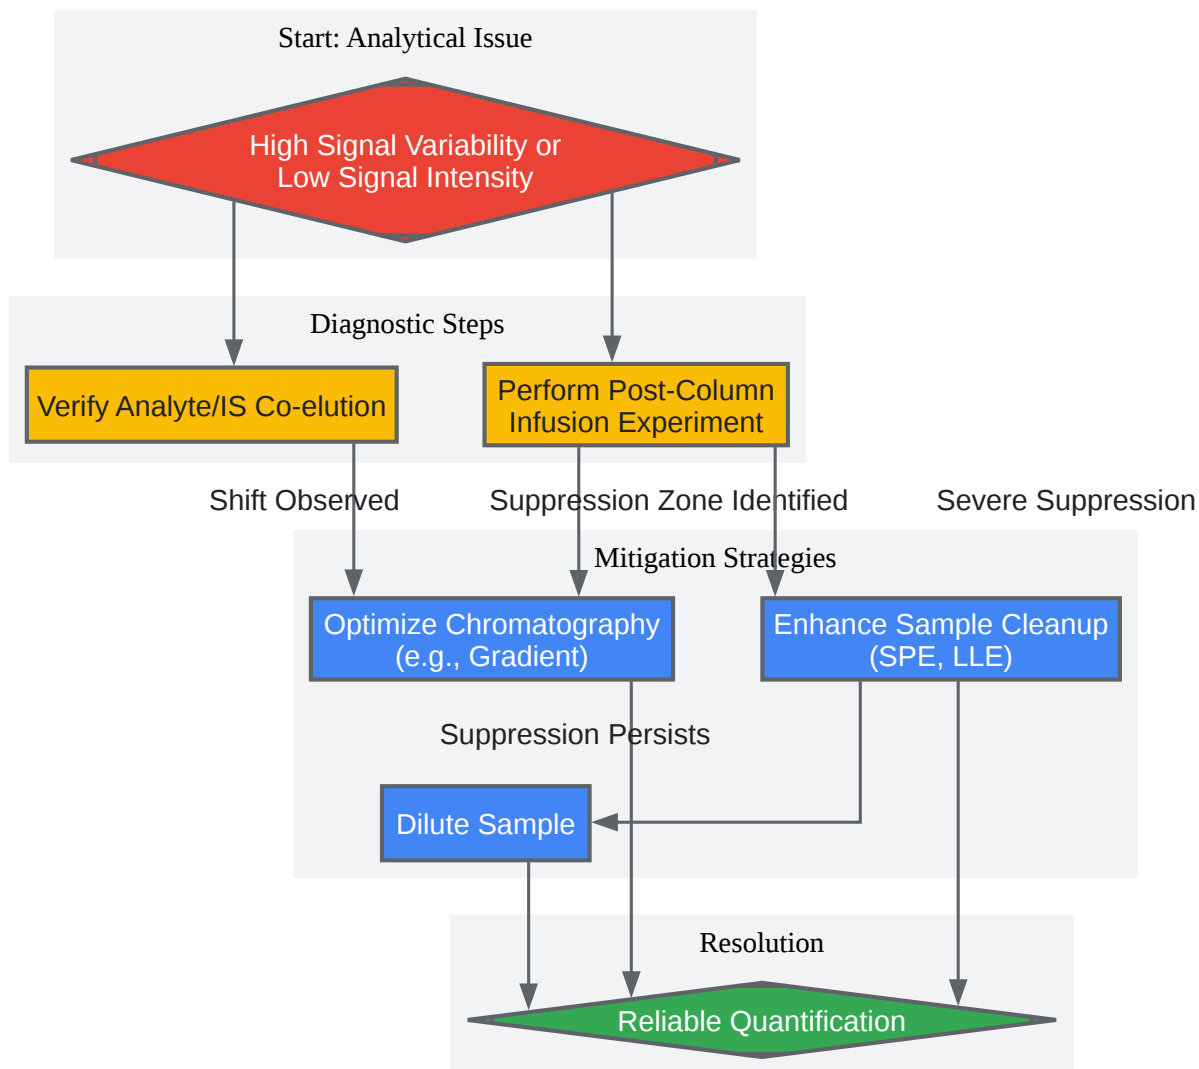 Start: Analytical Issue
High Signal Variability or
Low Signal Intensity
Diagnostic Steps
Verify Analyte/IS Co-elution
Perform Post-Column
Infusion Experiment
Shift Observed
Suppression Zone Identified
Severe Suppression
Mitigation Strategies
Optimize Chromatography
(e.g., Gradient)
Enhance Sample Cleanup
(SPE, LLE)
Suppression Persists
Dilute Sample
Resolution
Reliable Quantification